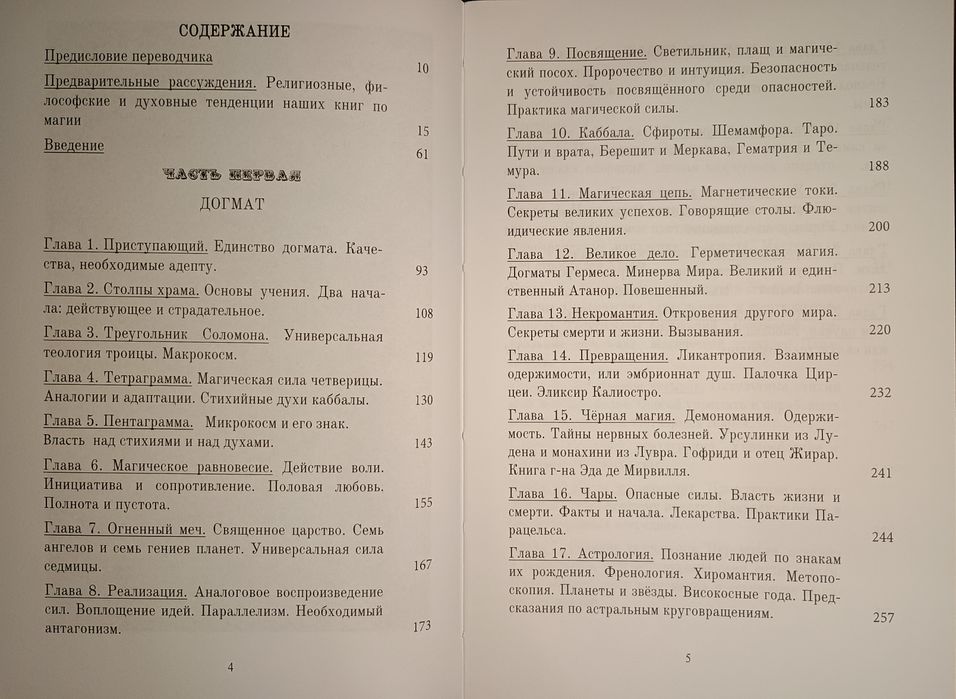 СОДЕРЖАНИЕ
Предисловие переводчика
10
Предварительные рассуждения. Религиозные, фи-
лософские и духовные тенденции наших книг по
магии
15
Введение
61
ЧАСТЬ ПЕРВАЯ
ДОГМАТ
Глава 1. Приступающий. Единство догмата. Каче-
ства, необходимые адепту.
93
Глава 2. Столпы храма. Основы учения. Два нача-
ла: действующее и страдательное.
108
Глава 3. Треугольник Соломона. Универсальная
теология троицы. Макрокосм.
119
Глава 4. Тетраграмма. Магическая сила четверицы.
Аналогии и адаптации. Стихийные духи каббалы.
130
Глава 5. Пентаграмма. Микрокосм и его знак.
Власть над стихиями и над духами.
143
Глава 6. Магическое равновесие. Действие воли.
Инициатива и сопротивление. Половая любовь.
Полнота и пустота.
155
Глава 7. Огненный меч. Священное царство. Семь
ангелов и семь гениев планет. Универсальная сила
седмицы.
167
Глава 8. Реализация. Аналоговое воспроизведение
сил. Воплощение идей. Параллелизм. Необходимый
антагонизм.
173
4
Глава 9. Посвящение. Светильник, плащ и магиче-
ский посох. Пророчество и интуиция. Безопасность
и устойчивость посвящённого среди опасностей.
Практика магической силы.
183
Глава 10. Каббала. Сфироты. Шемамфора. Таро.
Пути и врата, Берешит и Меркава, Гематрия и Те-
мура.
188
Глава 11. Магическая цепь. Магнетические токи.
Секреты великих успехов. Говорящие столы. Флю-
идические явления.
200
Глава 12. Великое дело. Герметическая магия.
Догматы Гермеса. Минерва Мира. Великий и един-
ственный Атанор. Повешенный.
213
Глава 13. Некромантия. Откровения другого мира.
Секреты смерти и жизни. Вызывания.
220
Глава 14. Превращения. Ликантропия. Взаимные
одержимости, или эмбрионнат душ. Палочка Цир-
цеи. Эликсир Калиостро.
232
Глава 15. Чёрная магия. Демономания. Одержи-
мость. Тайны нервных болезней. Урсулинки из Лу-
дена и монахини из Лувра. Гофриди и отец Жирар.
Книга г-на Эда де Мирвилля.
241
Глава 16. Чары. Опасные силы. Власть жизни и
смерти. Факты и начала. Лекарства. Практики Па-
рацельса.
244
Глава 17. Астрология. Познание людей по знакам
их рождения. Френология. Хиромантия. Метопо-
скопия. Планеты и звёзды. Високосные года. Пред-
сказания по астральным круговращениям.
257
5